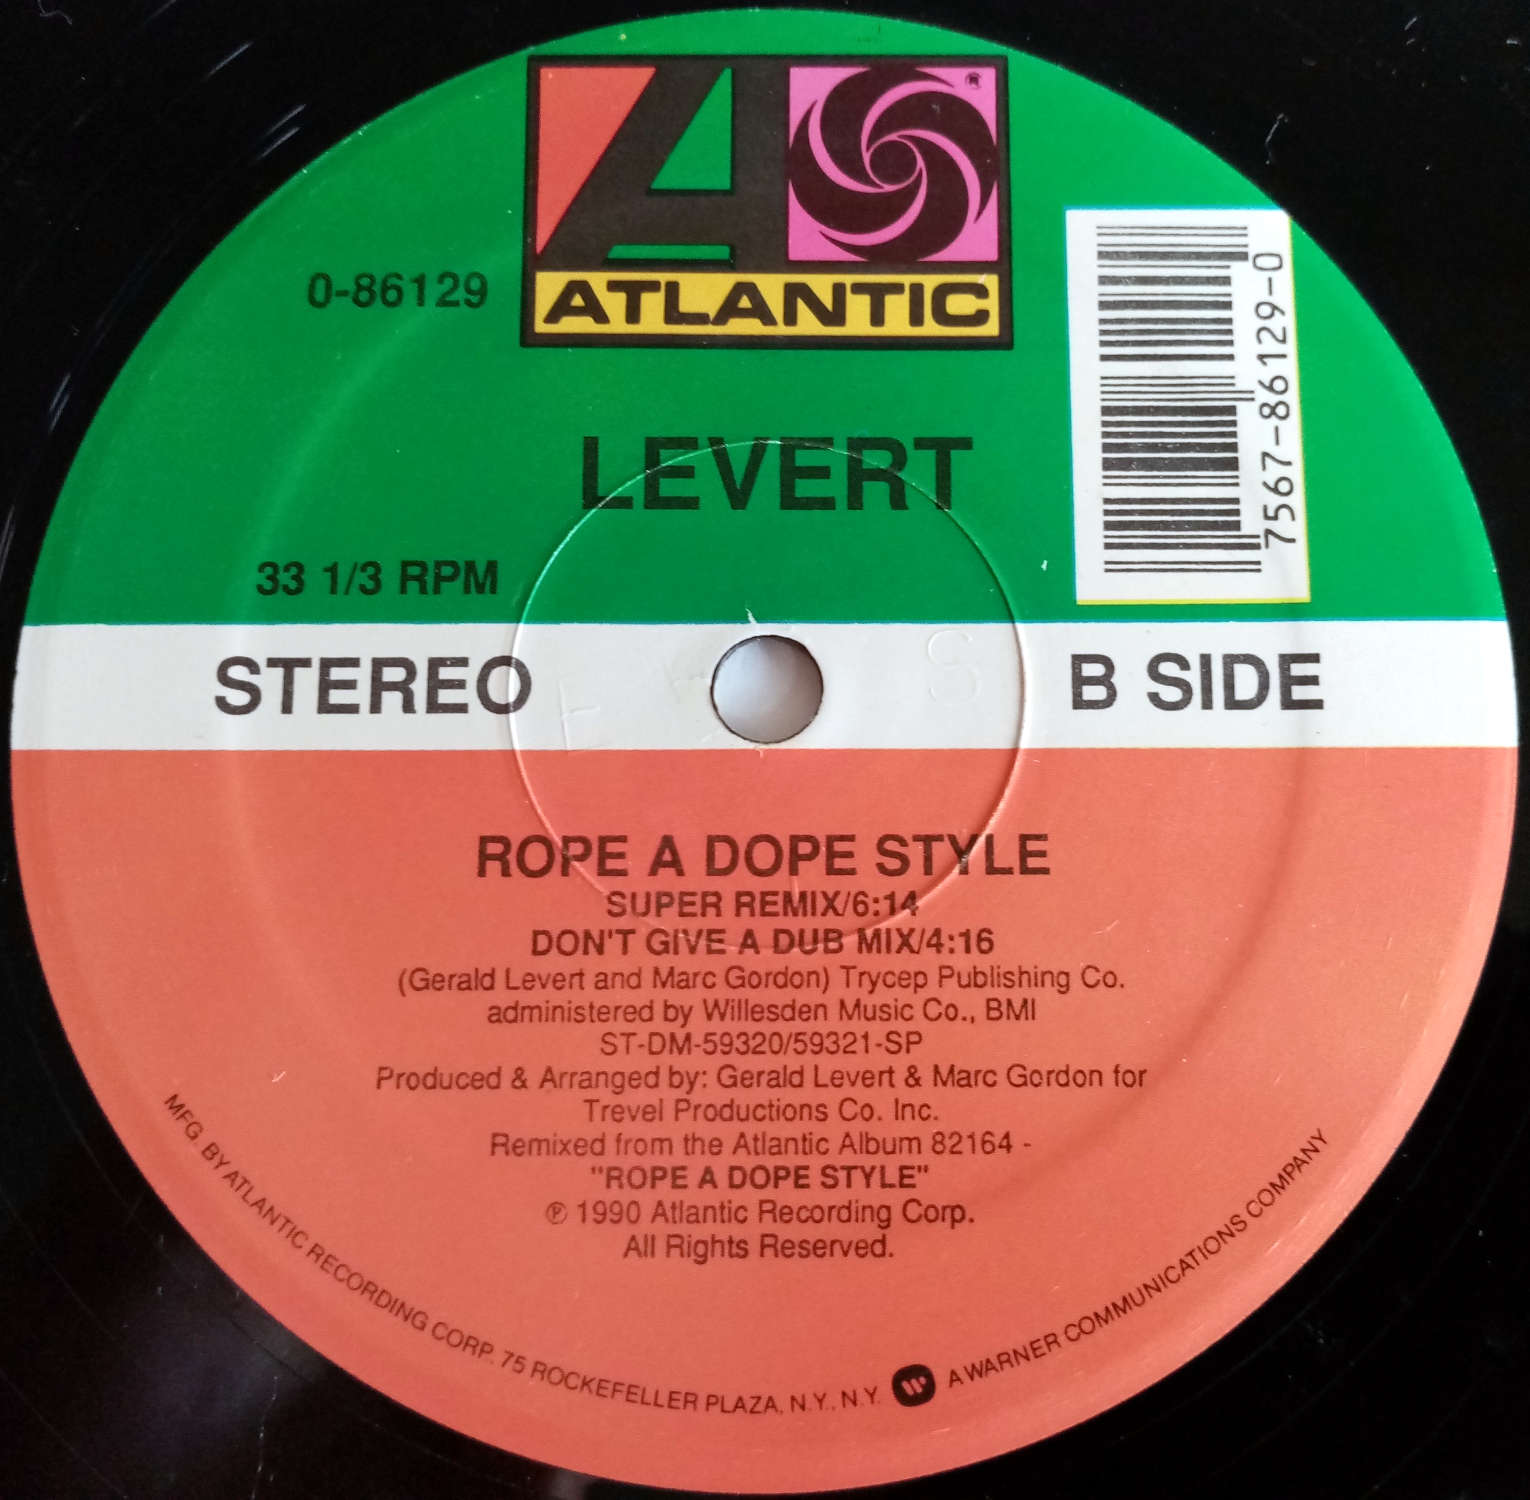 ATLANTIC
0-86129
7567-86129-0
LEVERT
33 1/3 RPM
STEREO
B SIDE
ROPE A DOPE STYLE
SUPER REMIX/6:14
DON'T GIVE A DUB MIX/4:16
(Gerald Levert and Marc Gordon) Trycep Publishing Co.
administered by Willesden Music Co., BMI
ST-DM-59320/59321-SP
Produced & Arranged by: Gerald Levert & Marc Gordon for
Trevel Productions Co. Inc.
Remixed from the Atlantic Album 82164 -
"ROPE A DOPE STYLE"
℗ 1990 Atlantic Recording Corp.
All Rights Reserved.
MFG. BY ATLANTIC RECORDING CORP. 75 ROCKEFELLER PLAZA, N.Y., N.Y. A WARNER COMMUNICATIONS COMPANY